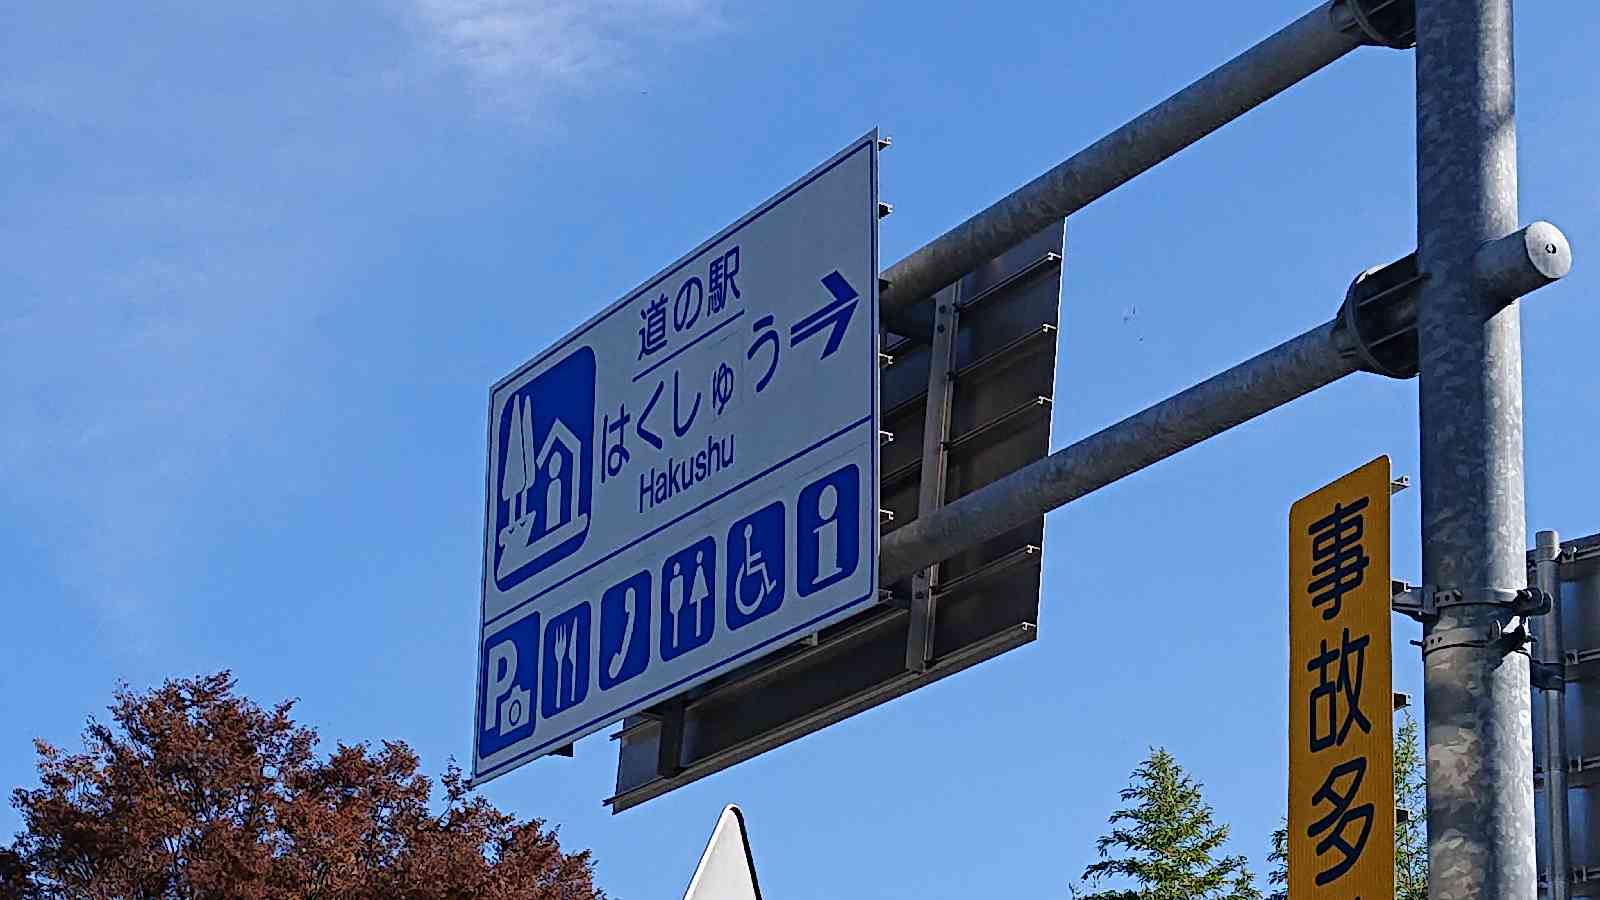 道の駅
はくしゅう
Hakushu
P
i
事故多